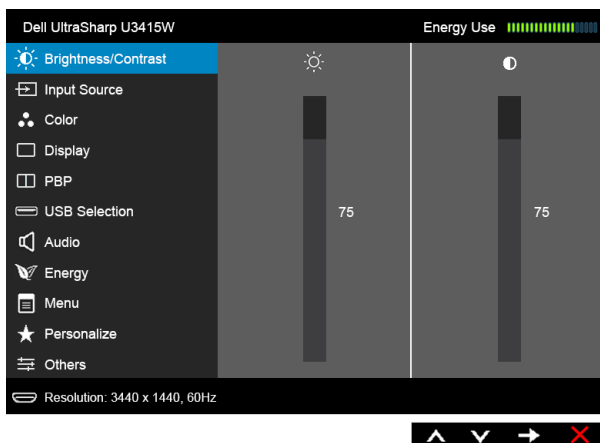 Dell UltraSharp U3415W
Energy Use
Brightness/Contrast
Input Source
Color
Display
PBP
USB Selection
75
75
Audio
Energy
Menu
Personalize
Others
Resolution: 3440 x 1440, 60Hz